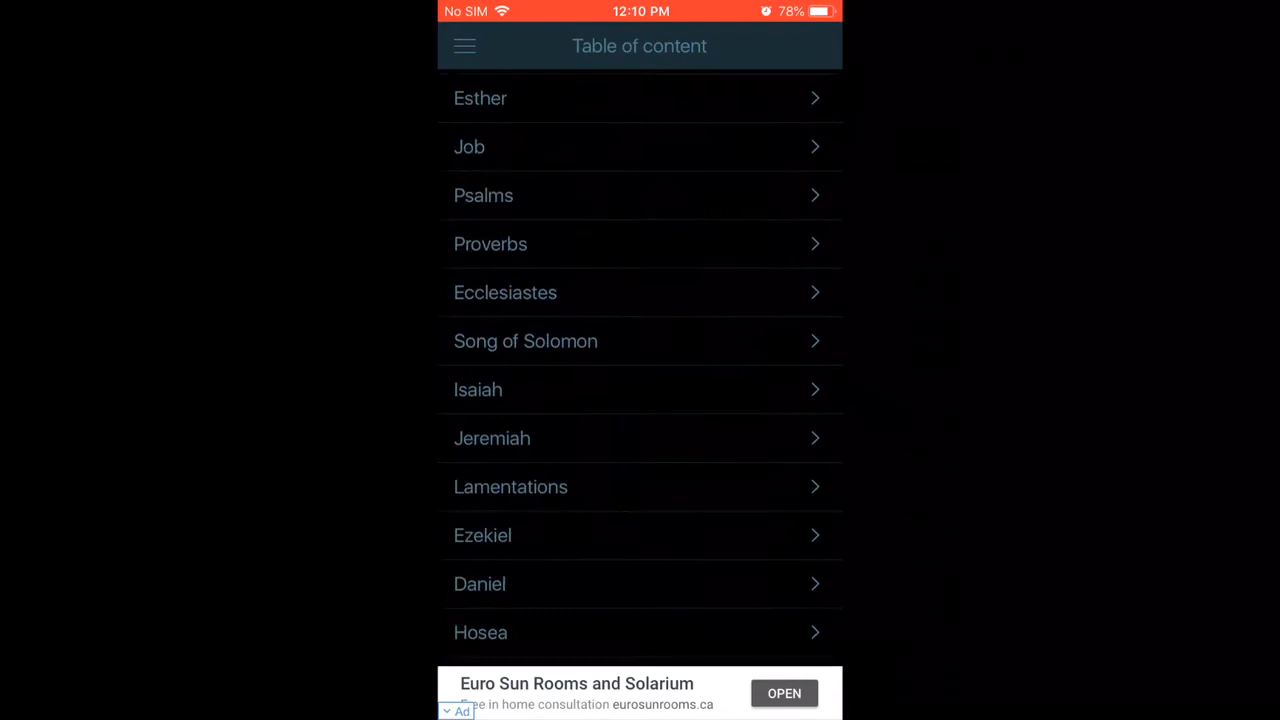 No SIM 12:10 PM 78%
Table of content
Esther
Job
Psalms
Proverbs
Ecclesiastes
Song of Solomon
Isaiah
Jeremiah
Lamentations
Ezekiel
Daniel
Hosea
Euro Sun Rooms and Solarium
OPEN
in home consultation eurosunrooms.ca
Ad